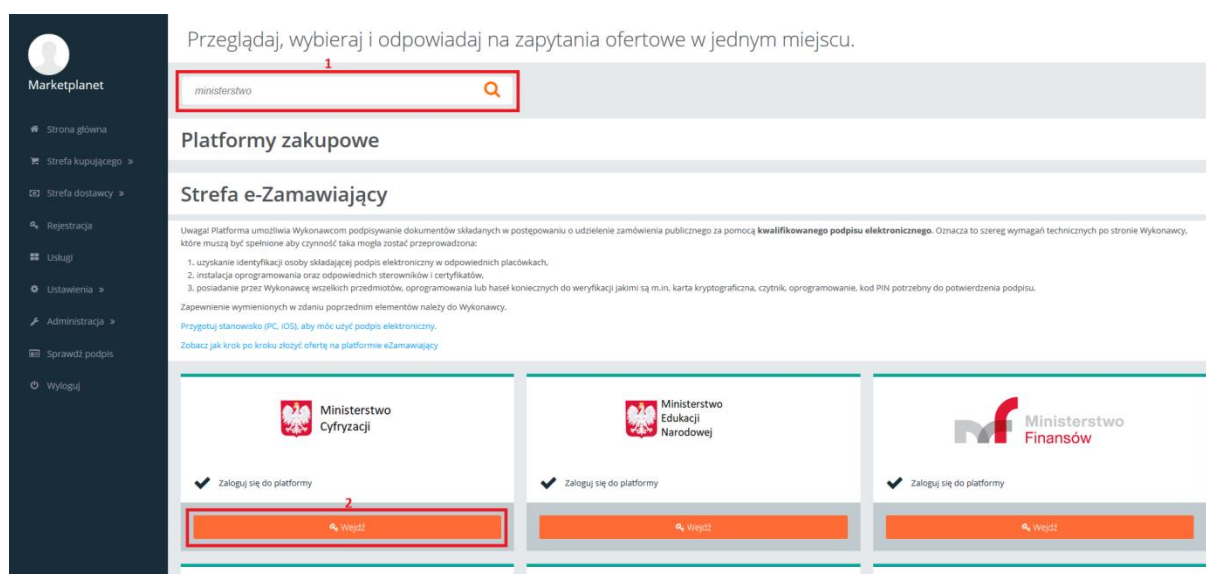 Przeglądaj, wybieraj i odpowiadaj na zapytania ofertowe w jednym miejscu.
1
Marketplanet
ministerstwo
Strona główna
Strefa kupującego »
Strefa dostawcy »
Rejestracja
Usługi
Ustawienia »
Administracja »
Sprawdź podpis
Wyloguj
Platformy zakupowe
Strefa e-Zamawiający
Uwaga! Platforma umożliwia Wykonawcom podpisywanie dokumentów składanych w postępowaniu o udzielenie zamówienia publicznego za pomocą kwalifikowanego podpisu elektronicznego. Oznacza to szereg wymagań technicznych po stronie Wykonawcy,
które muszą być spełnione aby czynność taka mogła zostać przeprowadzona:
1. uzyskanie identyfikacji osoby składającej podpis elektroniczny w odpowiednich placówkach,
2. instalacja oprogramowania oraz odpowiednich sterowników i certyfikatów,
3. posiadanie przez Wykonawcę wszelkich przedmiotów, oprogramowania lub haseł koniecznych do weryfikacji jakimi są m.in. karta kryptograficzna, czytnik, oprogramowanie, kod PIN potrzebny do potwierdzenia podpisu.
Zapewnienie wymienionych w zdaniu poprzednim elementów należy do Wykonawcy.
Przygotuj stanowisko (PC, iOS), aby móc użyć podpis elektroniczny.
Zobacz jak krok po kroku złożyć ofertę na platformie eZamawiający
Ministerstwo
Cyfryzacji
Zaloguj się do platformy
2
Wejdź
Ministerstwo
Edukacji
Narodowej
Zaloguj się do platformy
Wejdź
Ministerstwo
Finansów
Zaloguj się do platformy
Wejdź